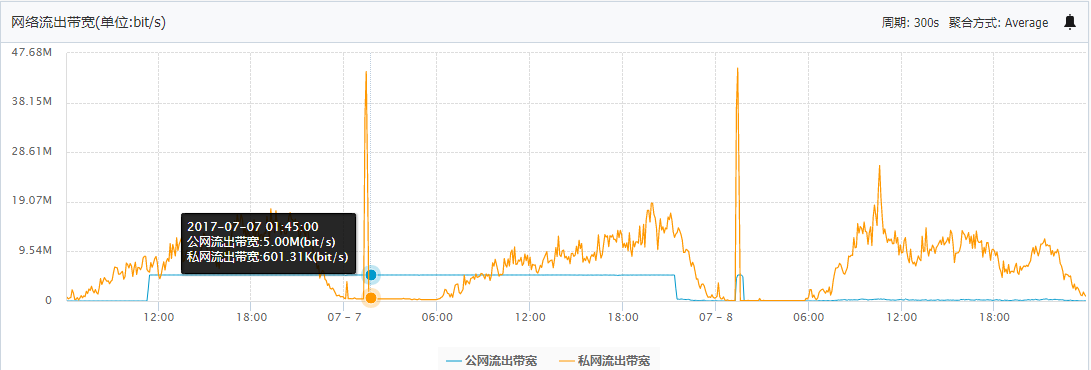 网络流出带宽(单位:bit/s)
周期: 300s 聚合方式: Average
47.68M
38.15M
28.61M
19.07M
9.54M
0
2017-07-07 01:45:00
公网流出带宽:5.00M(bit/s)
私网流出带宽:601.31K(bit/s)
12:00 18:00 07 - 7 06:00 12:00 18:00 07 - 8 06:00 12:00 18:00
公网流出带宽 私网流出带宽